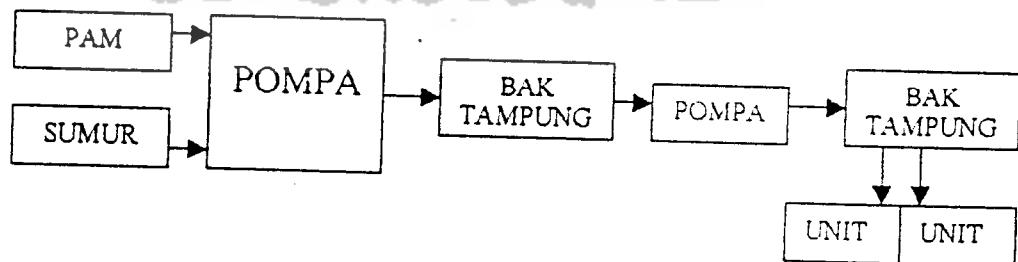 PAM
SUMUR
POMPA
BAK
TAMPUNG
POMPA
BAK
TAMPUNG
UNIT
UNIT